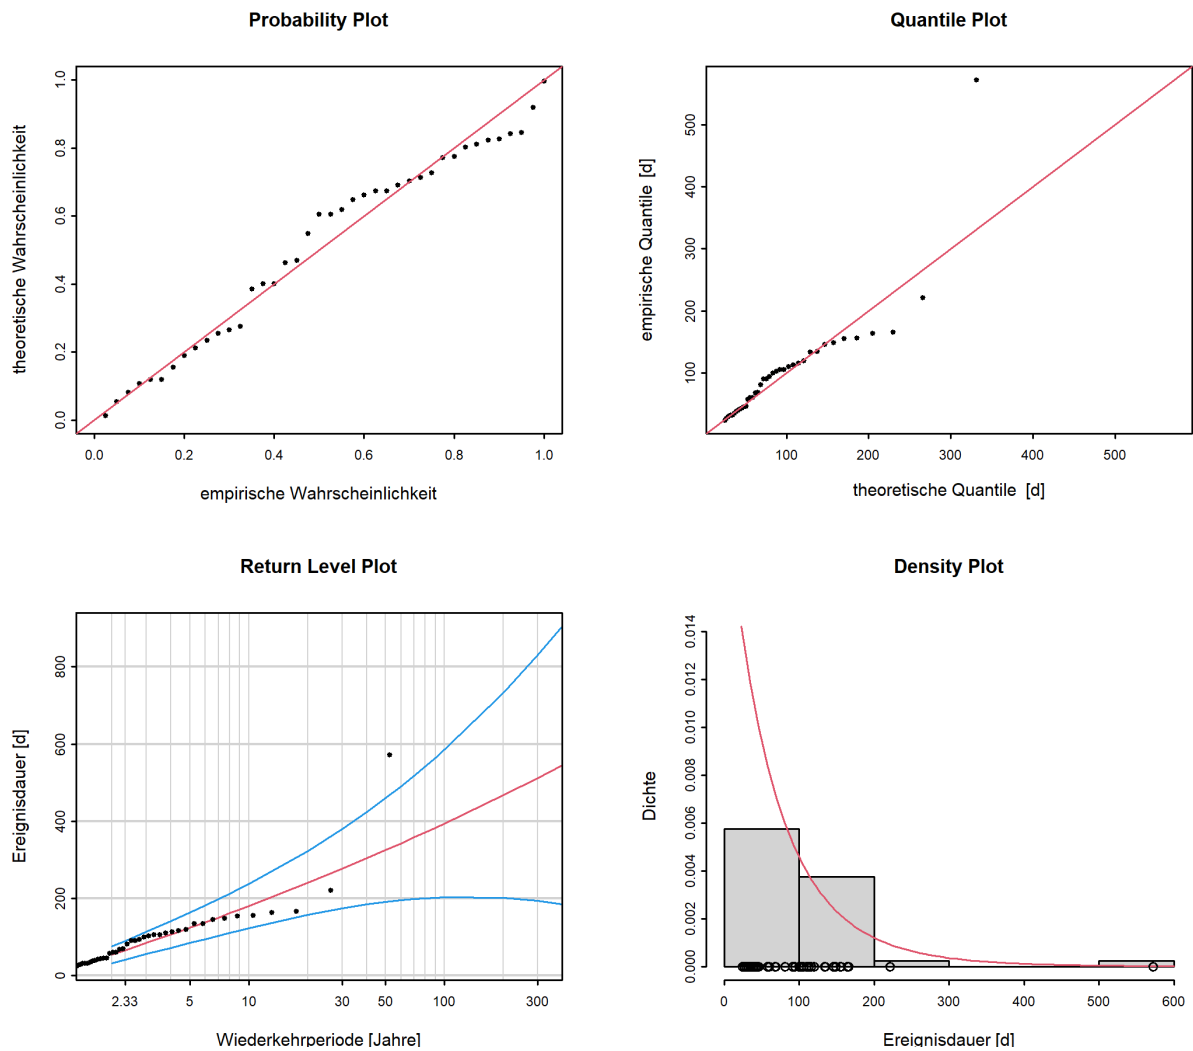 Probability Plot
theoretische Wahrscheinlichkeit
1.0
0.8
0.6
0.4
0.2
0.0
0.0 0.2 0.4 0.6 0.8 1.0
empirische Wahrscheinlichkeit
Quantile Plot
empirische Quantile [d]
500
400
300
200
100
100 200 300 400 500
theoretische Quantile [d]
Return Level Plot
Ereignisdauer [d]
800
600
400
200
0
2.33 5 10 30 50 100 300
Wiederkehrperiode [Jahre]
Density Plot
Dichte
0.014
0.012
0.010
0.008
0.006
0.004
0.002
0.000
0 100 200 300 400 500 600
Ereignisdauer [d]